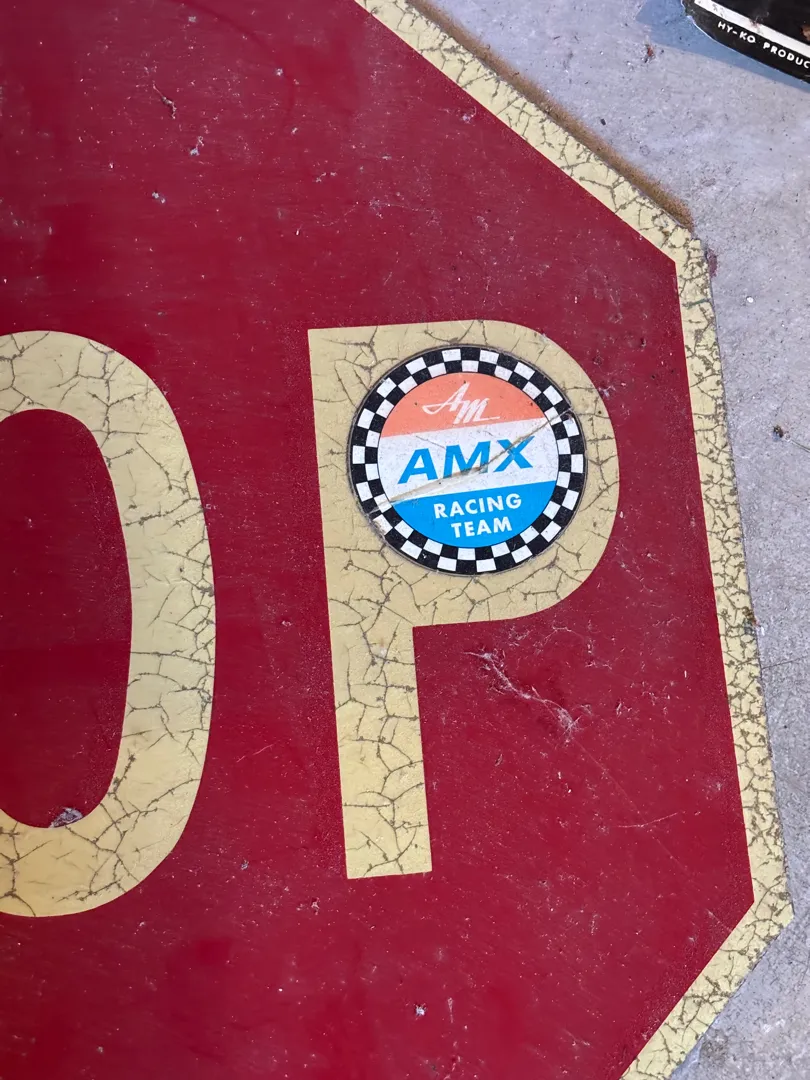 HY-KO PRODUC
OP
AM
AMX
RACING
TEAM